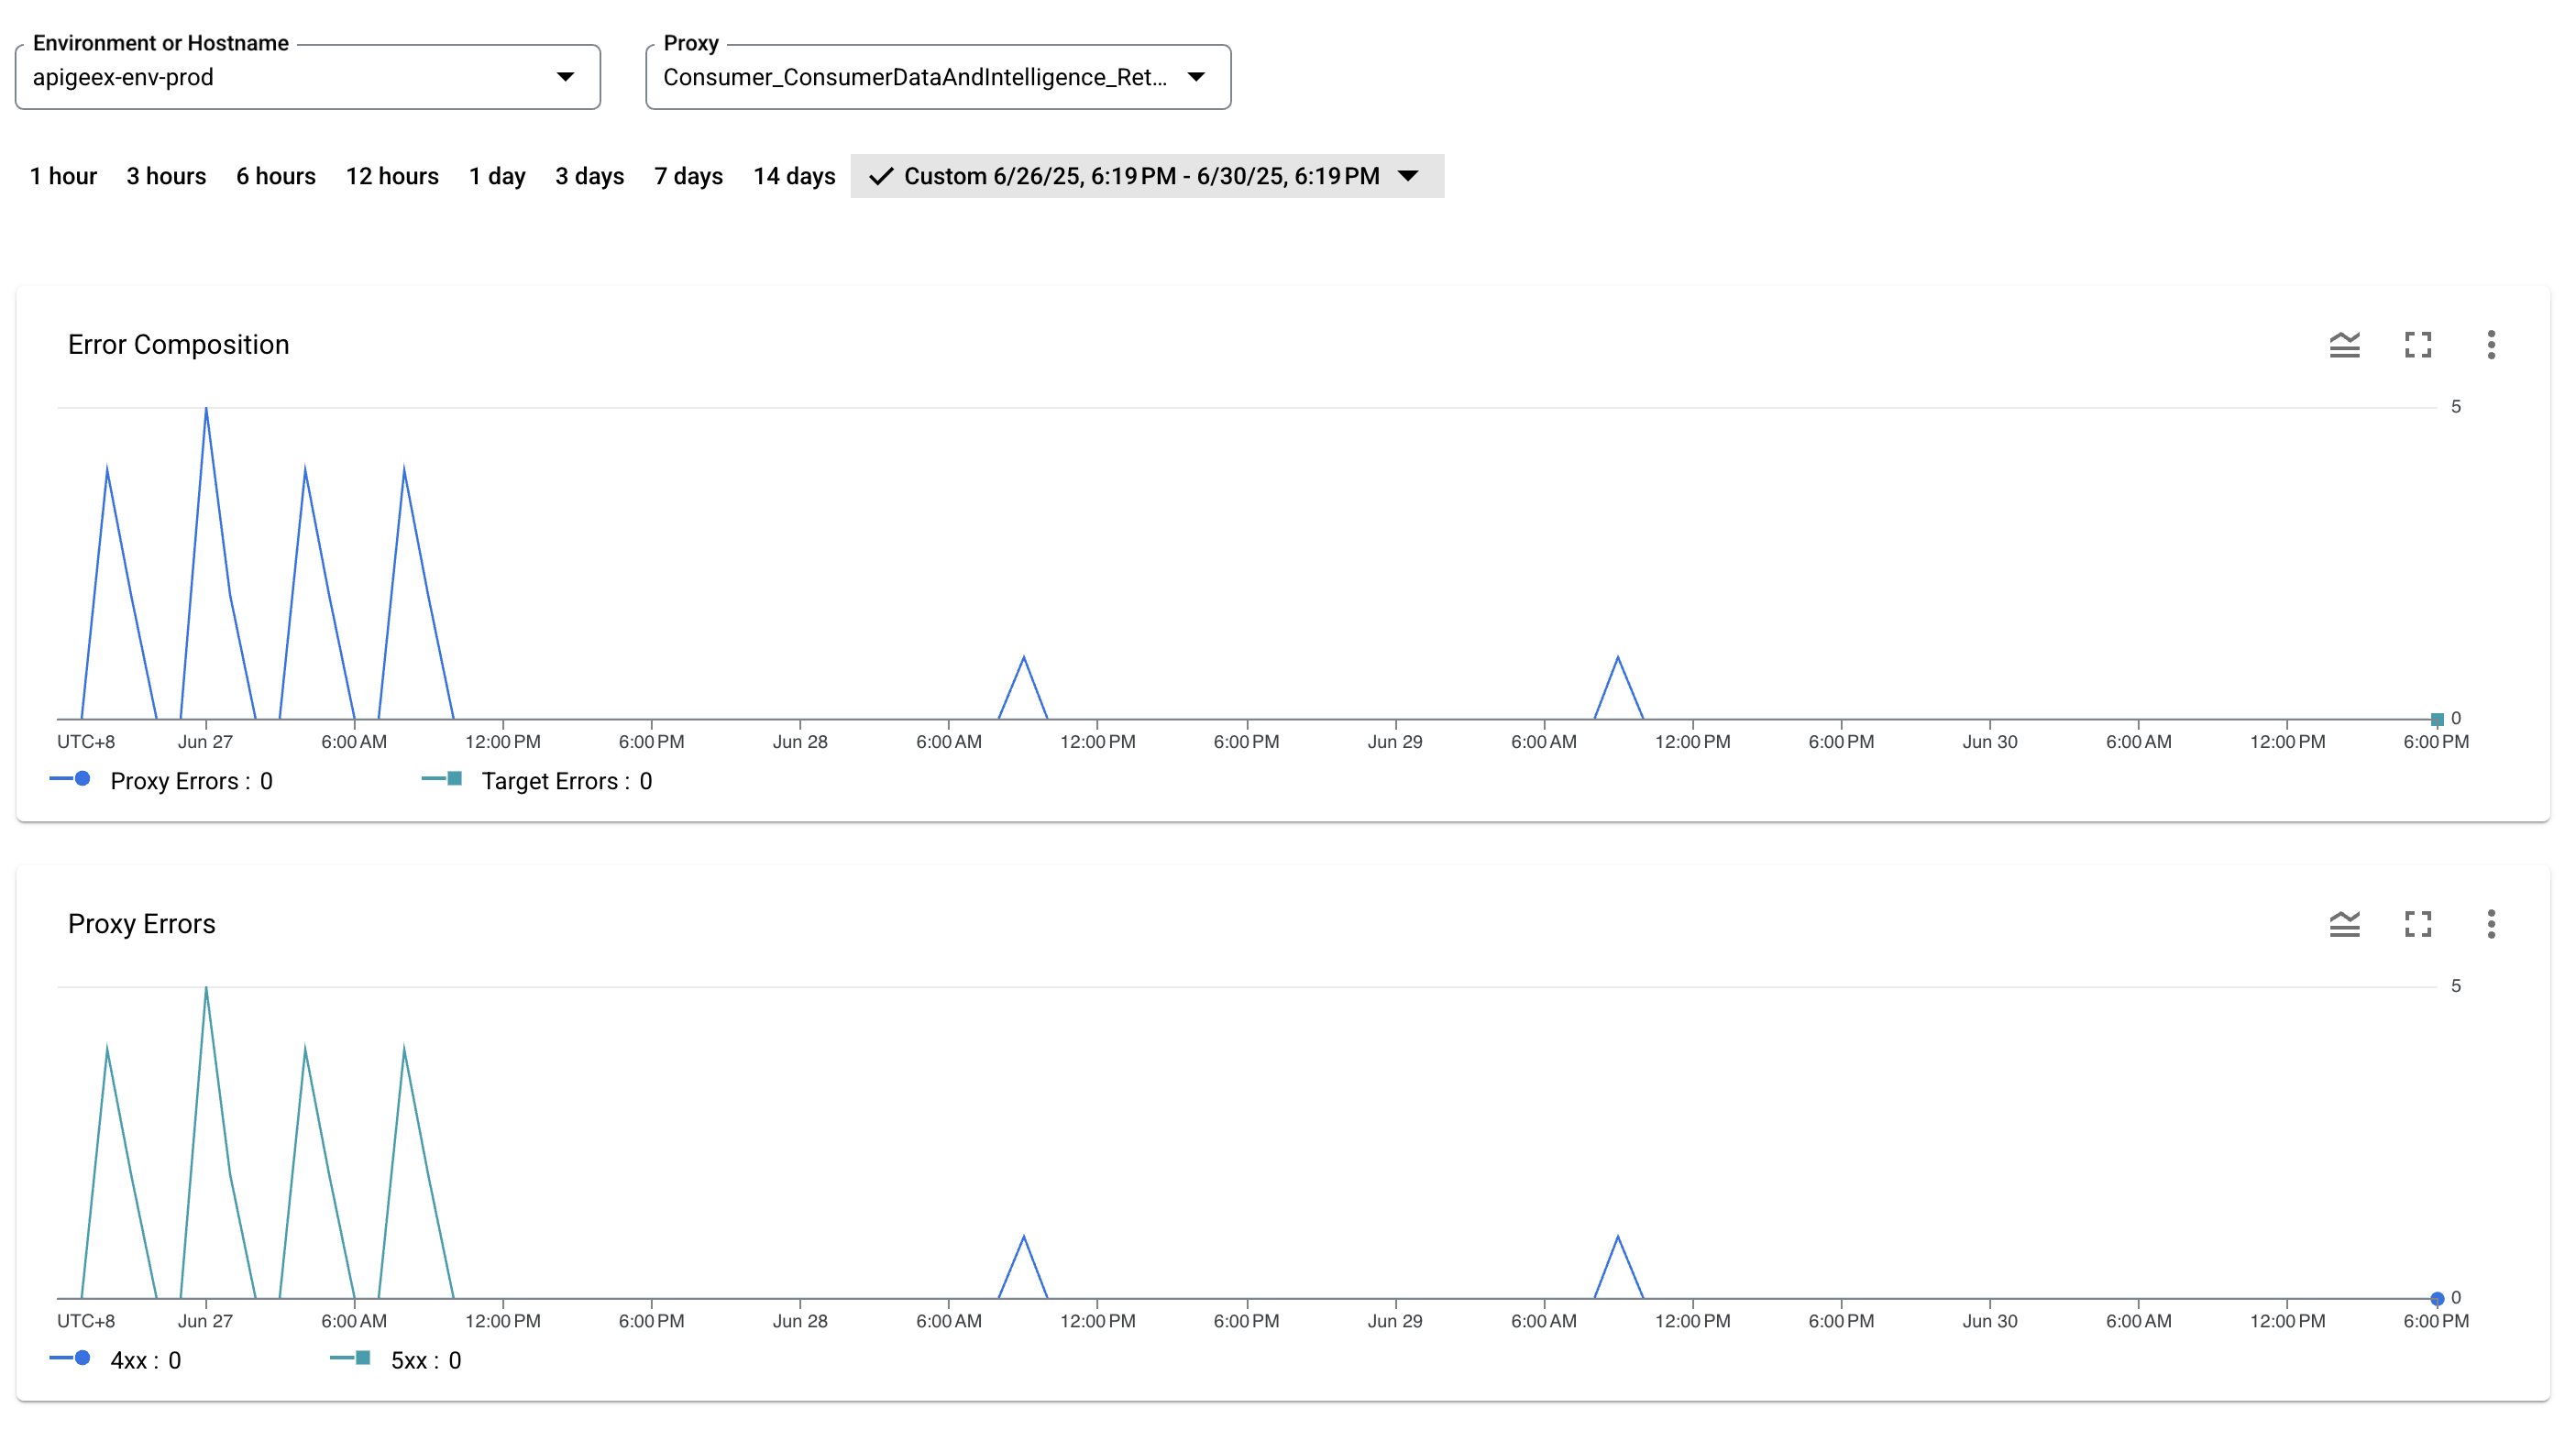 Environment or Hostname
apigeex-env-prod
Proxy
Consumer_ConsumerDataAndIntelligence_Ret...
1 hour 3 hours 6 hours 12 hours 1 day 3 days 7 days 14 days Custom 6/26/25, 6:19 PM - 6/30/25, 6:19 PM
Error Composition
5
0
UTC+8 Jun 27 6:00 AM 12:00 PM 6:00 PM Jun 28 6:00 AM 12:00 PM 6:00 PM Jun 29 6:00 AM 12:00 PM 6:00 PM Jun 30 6:00 AM 12:00 PM 6:00 PM
Proxy Errors : 0 Target Errors : 0
Proxy Errors
5
0
UTC+8 Jun 27 6:00 AM 12:00 PM 6:00 PM Jun 28 6:00 AM 12:00 PM 6:00 PM Jun 29 6:00 AM 12:00 PM 6:00 PM Jun 30 6:00 AM 12:00 PM 6:00 PM
4xx : 0 5xx : 0